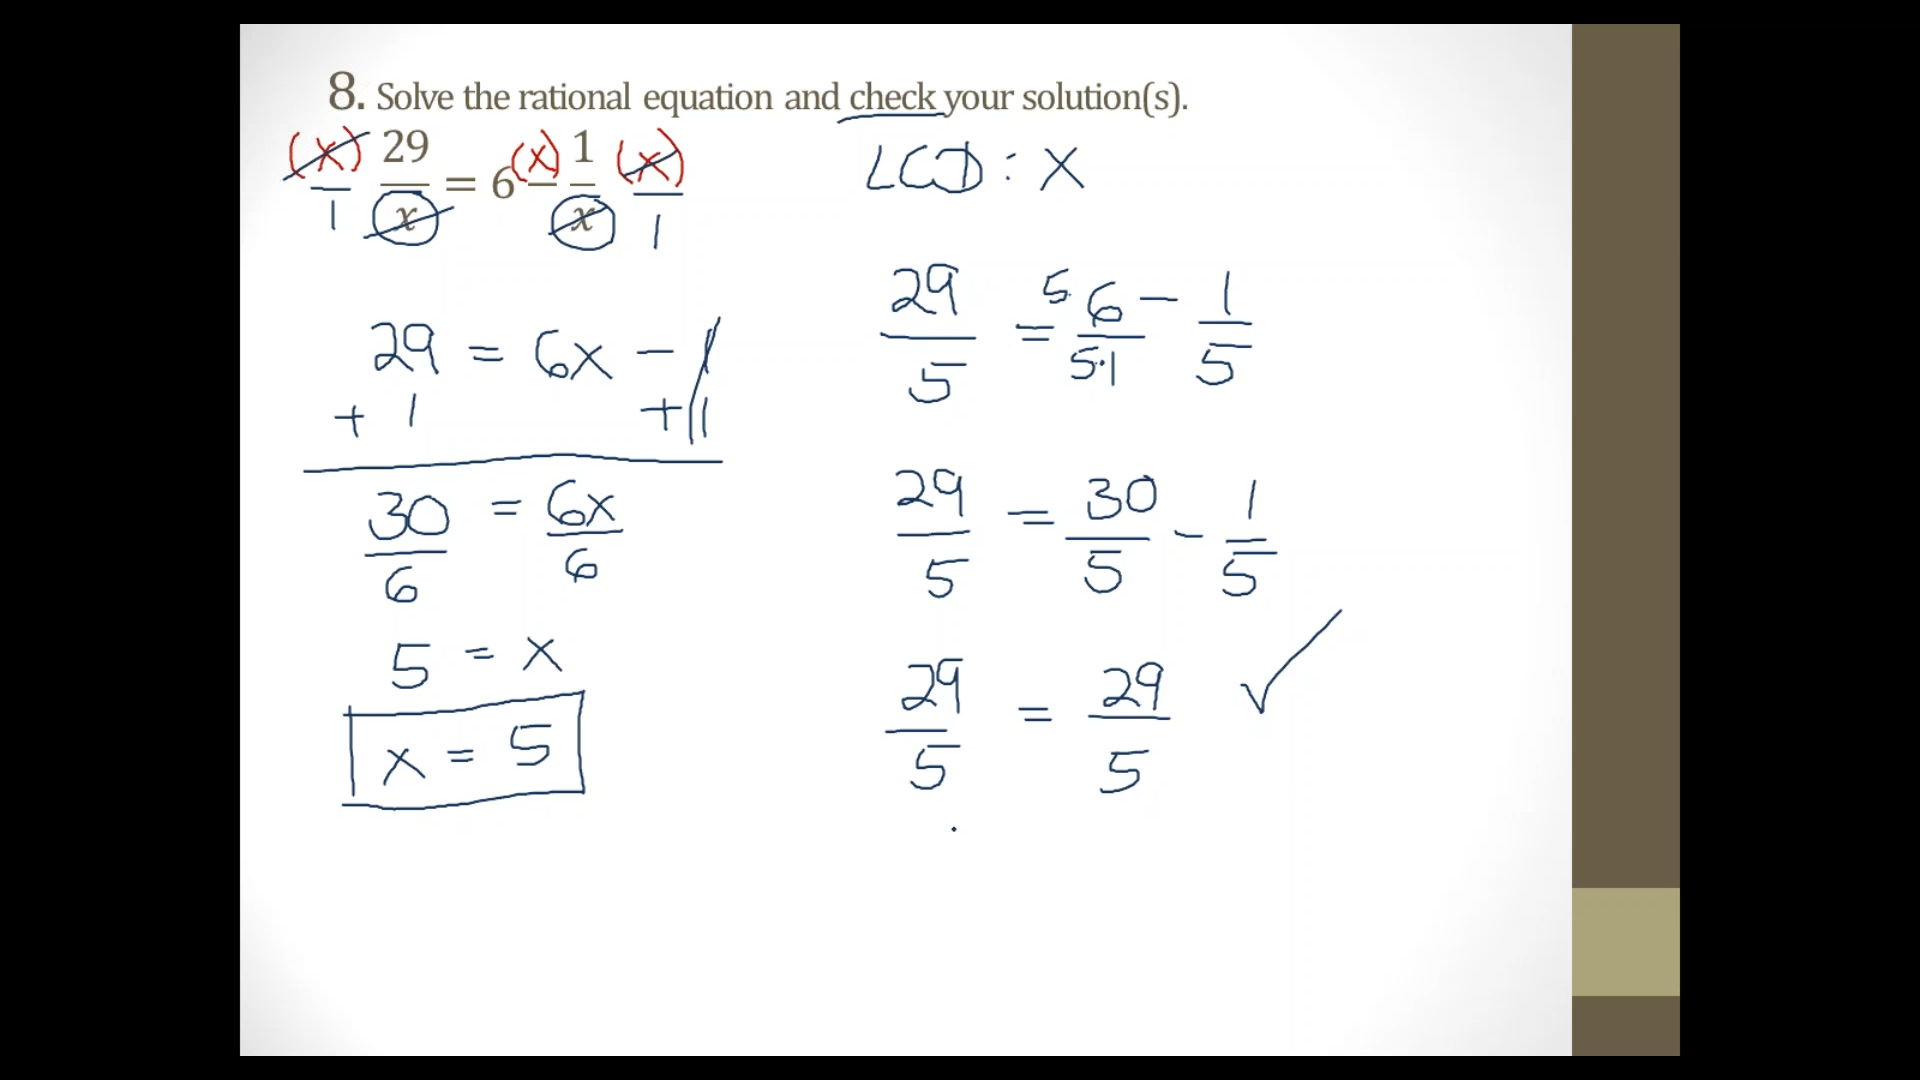 8. Solve the rational equation and check your solution(s).
(x)/1 29/x = 6(x) − 1/x (x)/1
LCD : X
29 = 6x − 1
+ 1 + 1
30/6 = 6x/6
5 = x
x = 5
29/5 = 5·6/5·1 − 1/5
29/5 = 30/5 − 1/5
29/5 = 29/5 ✓